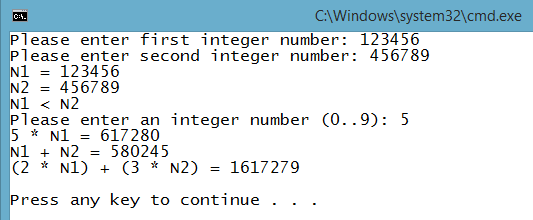 C:\Windows\system32\cmd.exe
Please enter first integer number: 123456
Please enter second integer number: 456789
N1 = 123456
N2 = 456789
N1 < N2
Please enter an integer number (0..9): 5
5 * N1 = 617280
N1 + N2 = 580245
(2 * N1) + (3 * N2) = 1617279
Press any key to continue . . .